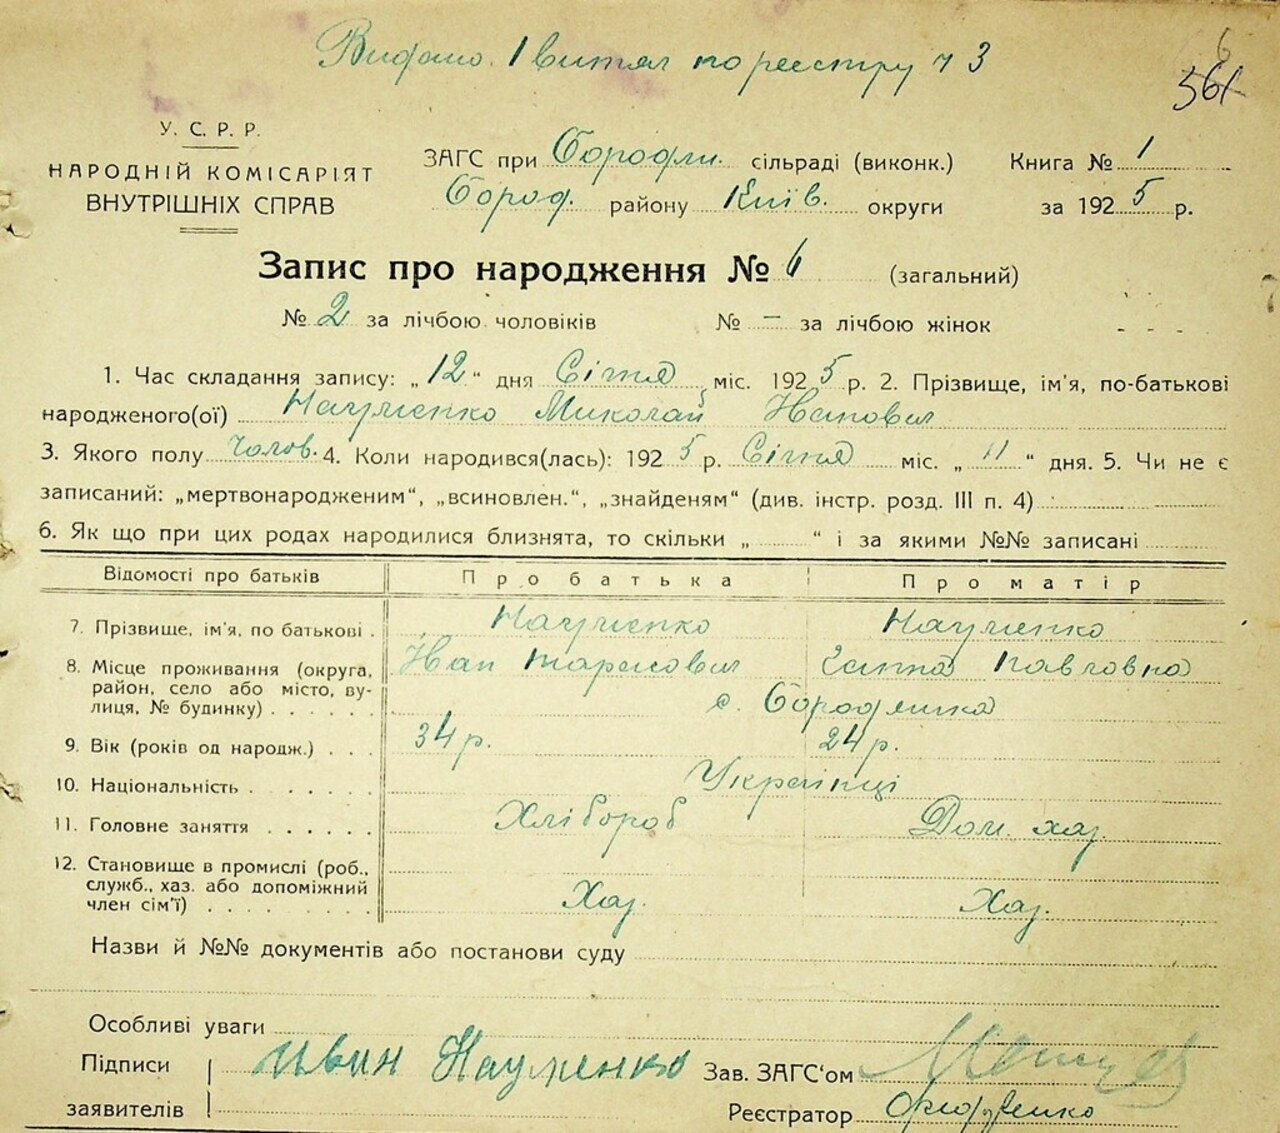 Видано 1 витяг по реєстру ч 3
6
561
У. С. Р. Р.
НАРОДНІЙ КОМІСАРІЯТ
ВНУТРІШНІХ СПРАВ
ЗАГС при Бородян. сільраді (виконк.) Книга № 1
Бород. району Київ. округи за 1925 р.
Запис про народження № 6 (загальний)
№ 2 за лічбою чоловіків № — за лічбою жінок
1. Час складання запису: „12" дня Січня міс. 1925 р. 2. Прізвище, ім'я, по-батькові
народженого(ої) Науменко Миколай Иванович
3. Якого полу чолов. 4. Коли народився(лась): 1925 р. Січня міс. „11" дня. 5. Чи не є
записаний: „мертвонародженим", „всиновлен.", „знайденям" (див. інстр. розд. III п. 4)
6. Як що при цих родах народилися близнята, то скільки „ " і за якими №№ записані
Відомості про батьків Про батька Про матір
7. Прізвище, ім'я, по батькові . Науменко Науменко
Иван Тарасович Ганна Павловна
8. Місце проживання (округа,
район, село або місто, ву-
лиця, № будинку) . . . . . . с. Бородянка
9. Вік (років од народж.) . . . 34 р. 24 р.
10. Національність . . . . . . Українці
11. Головне заняття . . . . . . Хлібороб Дом. хаз.
12. Становище в промислі (роб.,
служб., хаз. або допоміжний
член сім'ї) . . . . . . . . Хаз. Хаз.
Назви й №№ документів або постанови суду
Особливі уваги
Підписи Иван Науменко Зав. ЗАГС'ом
заявителів Реєстратор